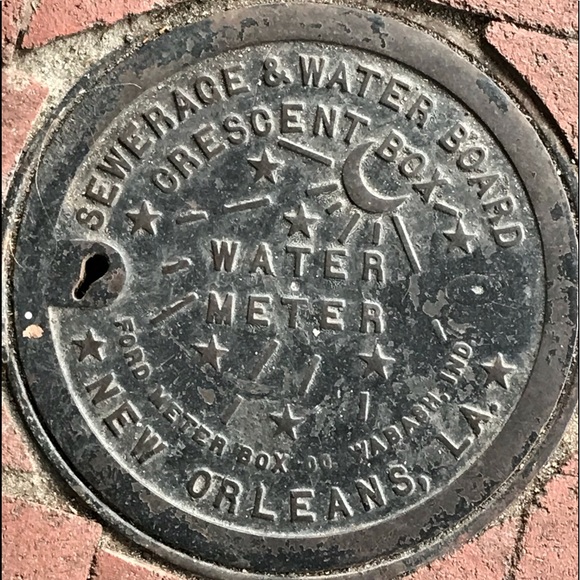 SEWERAGE & WATER BOARD
CRESCENT BOX
WATER
METER
FORD METER BOX CO. WABASH, IND.
NEW ORLEANS, LA.